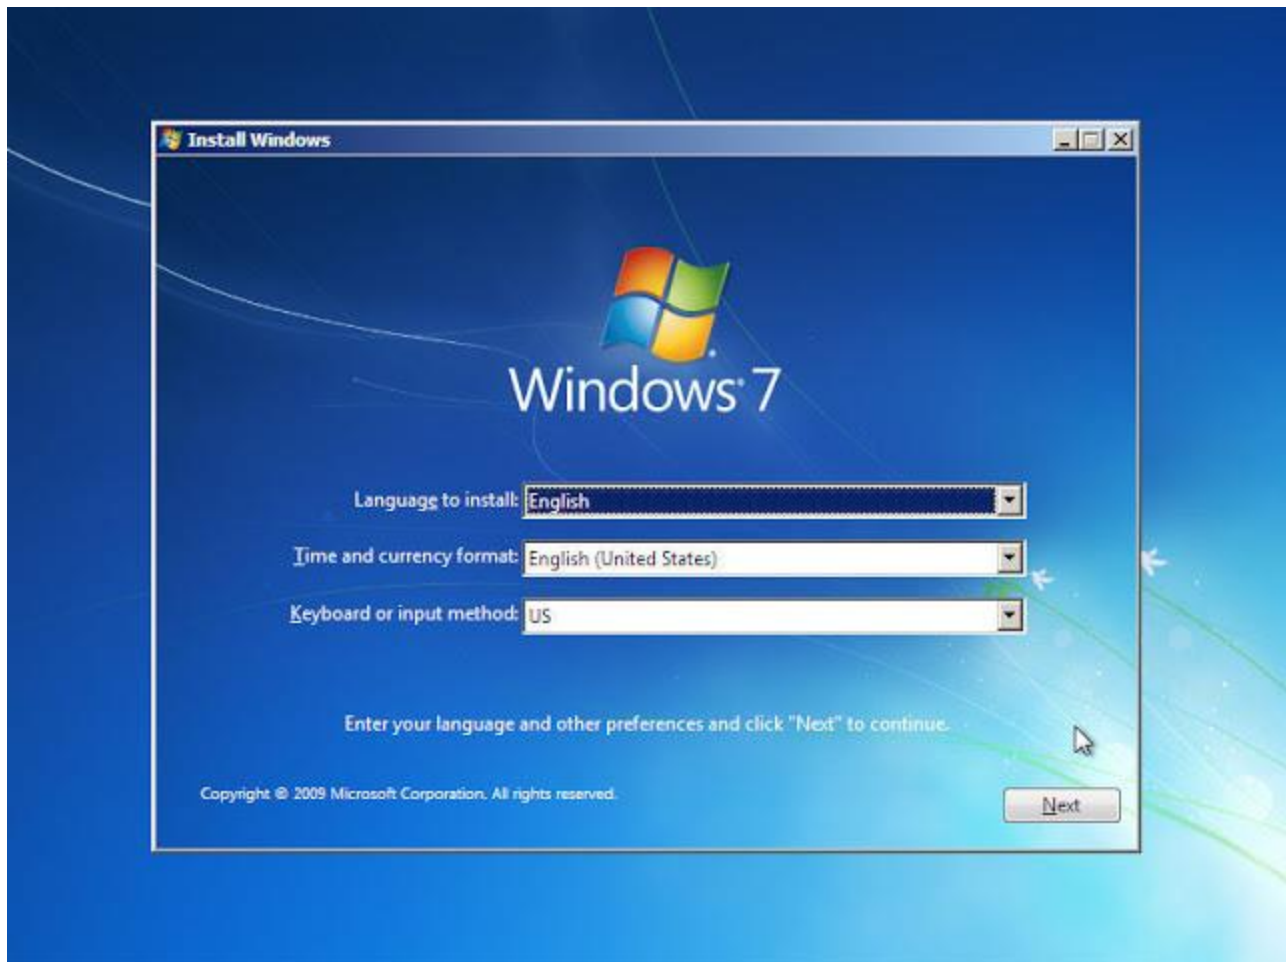 Install Windows
Windows® 7
Language to install: English
Time and currency format: English (United States)
Keyboard or input method: US
Enter your language and other preferences and click "Next" to continue.
Copyright © 2009 Microsoft Corporation. All rights reserved.
Next